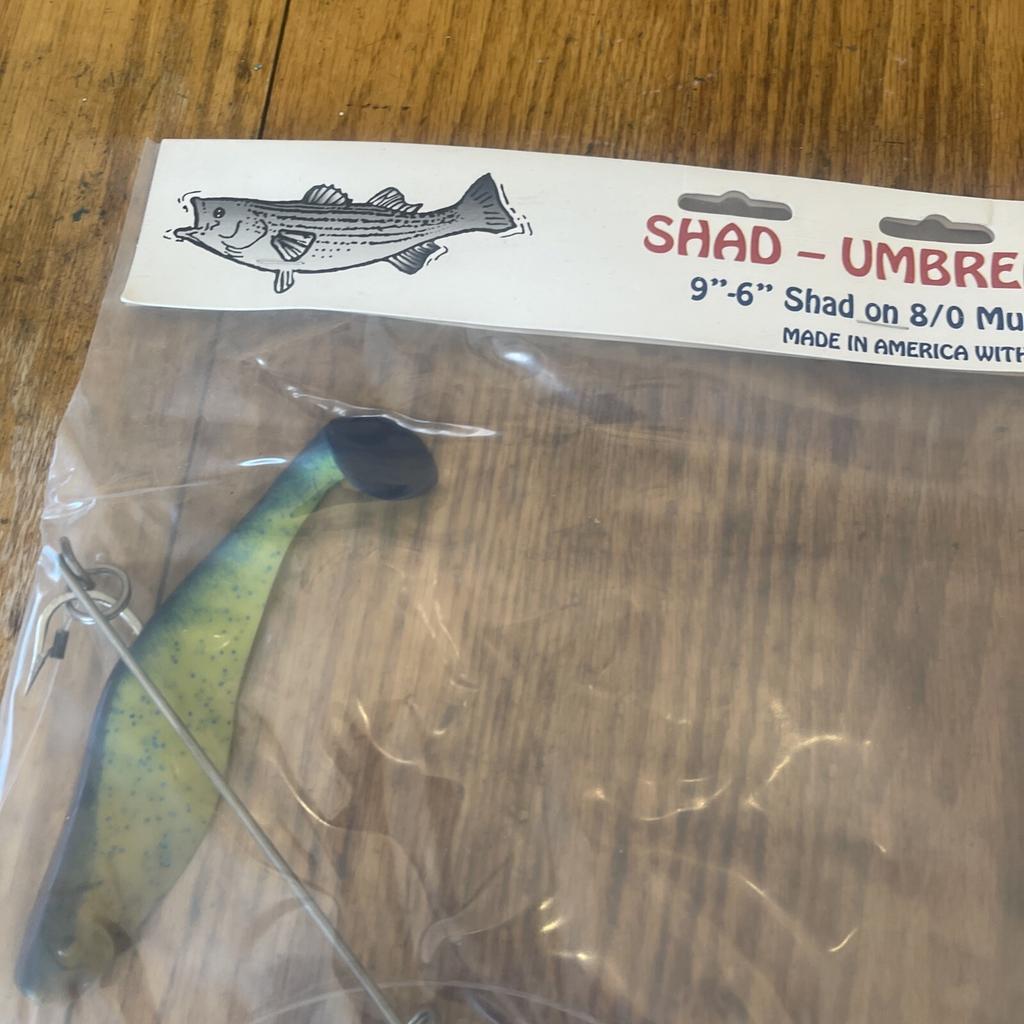 SHAD – UMBRE
9”-6” Shad on 8/0 Mu
MADE IN AMERICA WITH